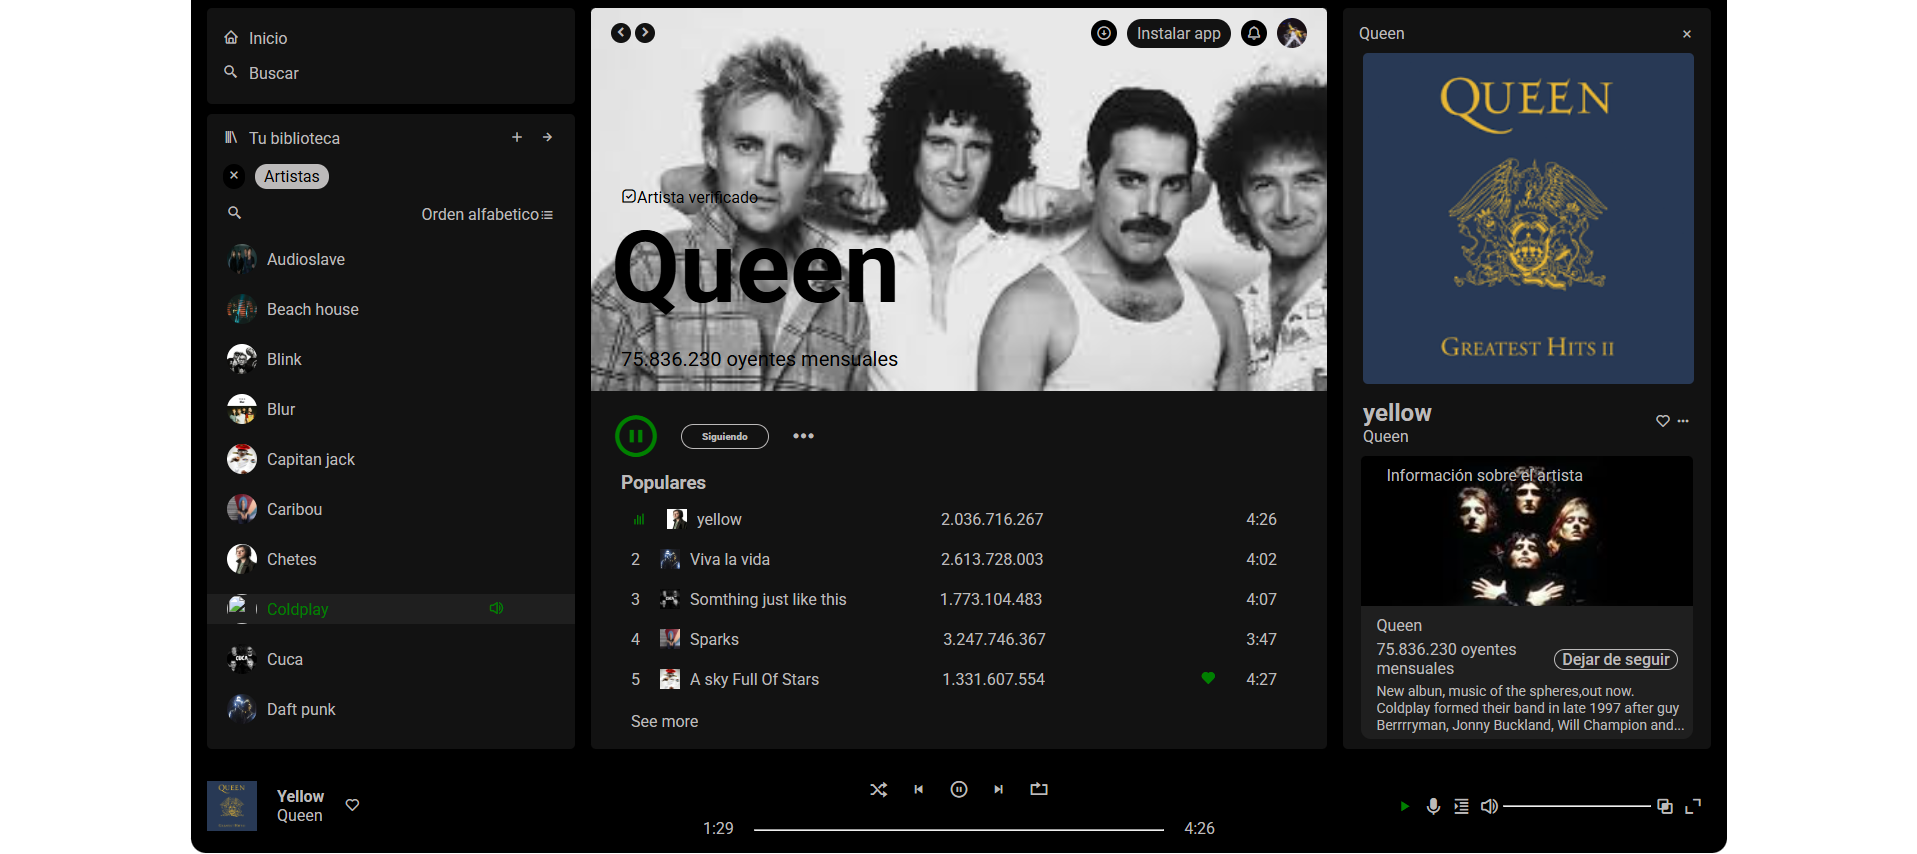 Inicio
Buscar
Tu biblioteca
Artistas
Orden alfabetico
Audioslave
Beach house
Blink
Blur
Capitan jack
Caribou
Chetes
Coldplay
Cuca
Daft punk
Instalar app
Artista verificado
Queen
75.836.230 oyentes mensuales
Siguiendo
Populares
yellow 2.036.716.267 4:26
2 Viva la vida 2.613.728.003 4:02
3 Somthing just like this 1.773.104.483 4:07
4 Sparks 3.247.746.367 3:47
5 A sky Full Of Stars 1.331.607.554 4:27
See more
Queen
QUEEN
GREATEST HITS II
yellow
Queen
Información sobre el artista
Queen
75.836.230 oyentes
mensuales
Dejar de seguir
New albun, music of the spheres,out now.
Coldplay formed their band in late 1997 after guy
Berrryman, Jonny Buckland, Will Champion and...
QUEEN
Yellow
Queen
1:29
4:26